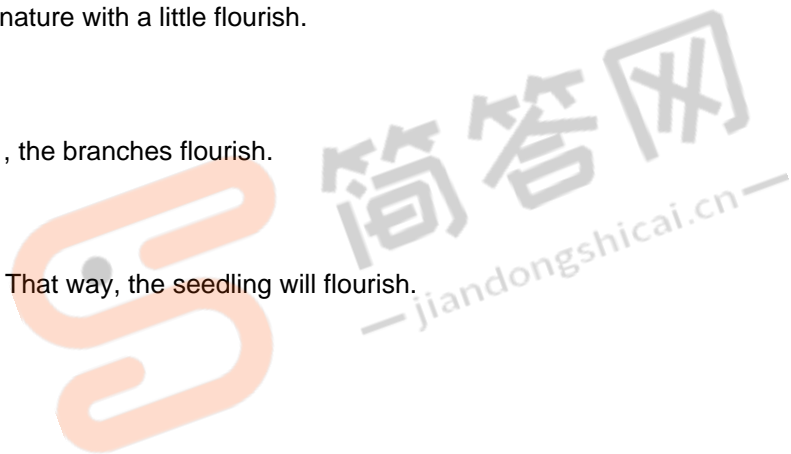 nature with a little flourish.
, the branches flourish.
That way, the seedling will flourish.
简答网
jiandongshicai.cn